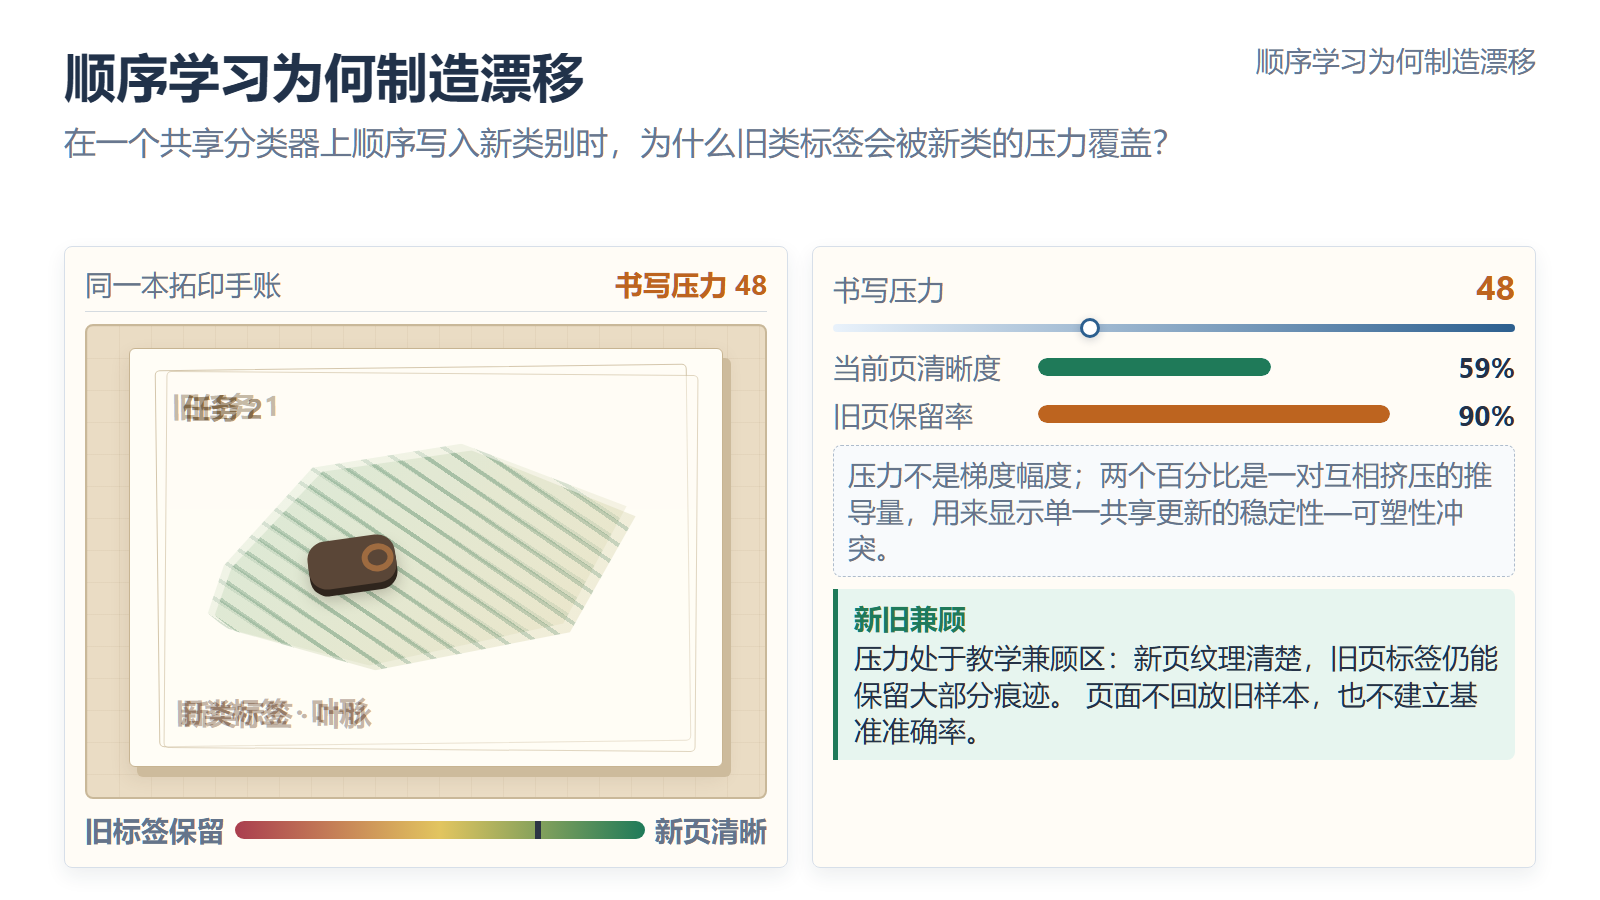 顺序学习为何制造漂移
顺序学习为何制造漂移
在一个共享分类器上顺序写入新类别时，为什么旧类标签会被新类的压力覆盖？
同一本拓印手账
书写压力 48
旧标签保留
新页清晰
书写压力
48
当前页清晰度
59%
旧页保留率
90%
压力不是梯度幅度；两个百分比是一对互相挤压的推
导量，用来显示单一共享更新的稳定性—可塑性冲
突。
新旧兼顾
压力处于教学兼顾区：新页纹理清楚，旧页标签仍能
保留大部分痕迹。 页面不回放旧样本，也不建立基
准准确率。